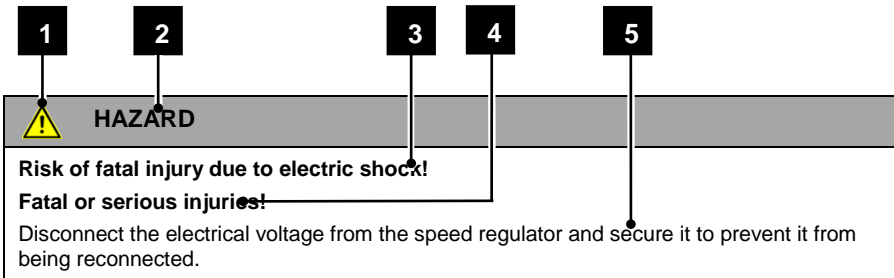 1 2 3 4 5
HAZARD
Risk of fatal injury due to electric shock!
Fatal or serious injuries!
Disconnect the electrical voltage from the speed regulator and secure it to prevent it from
being reconnected.